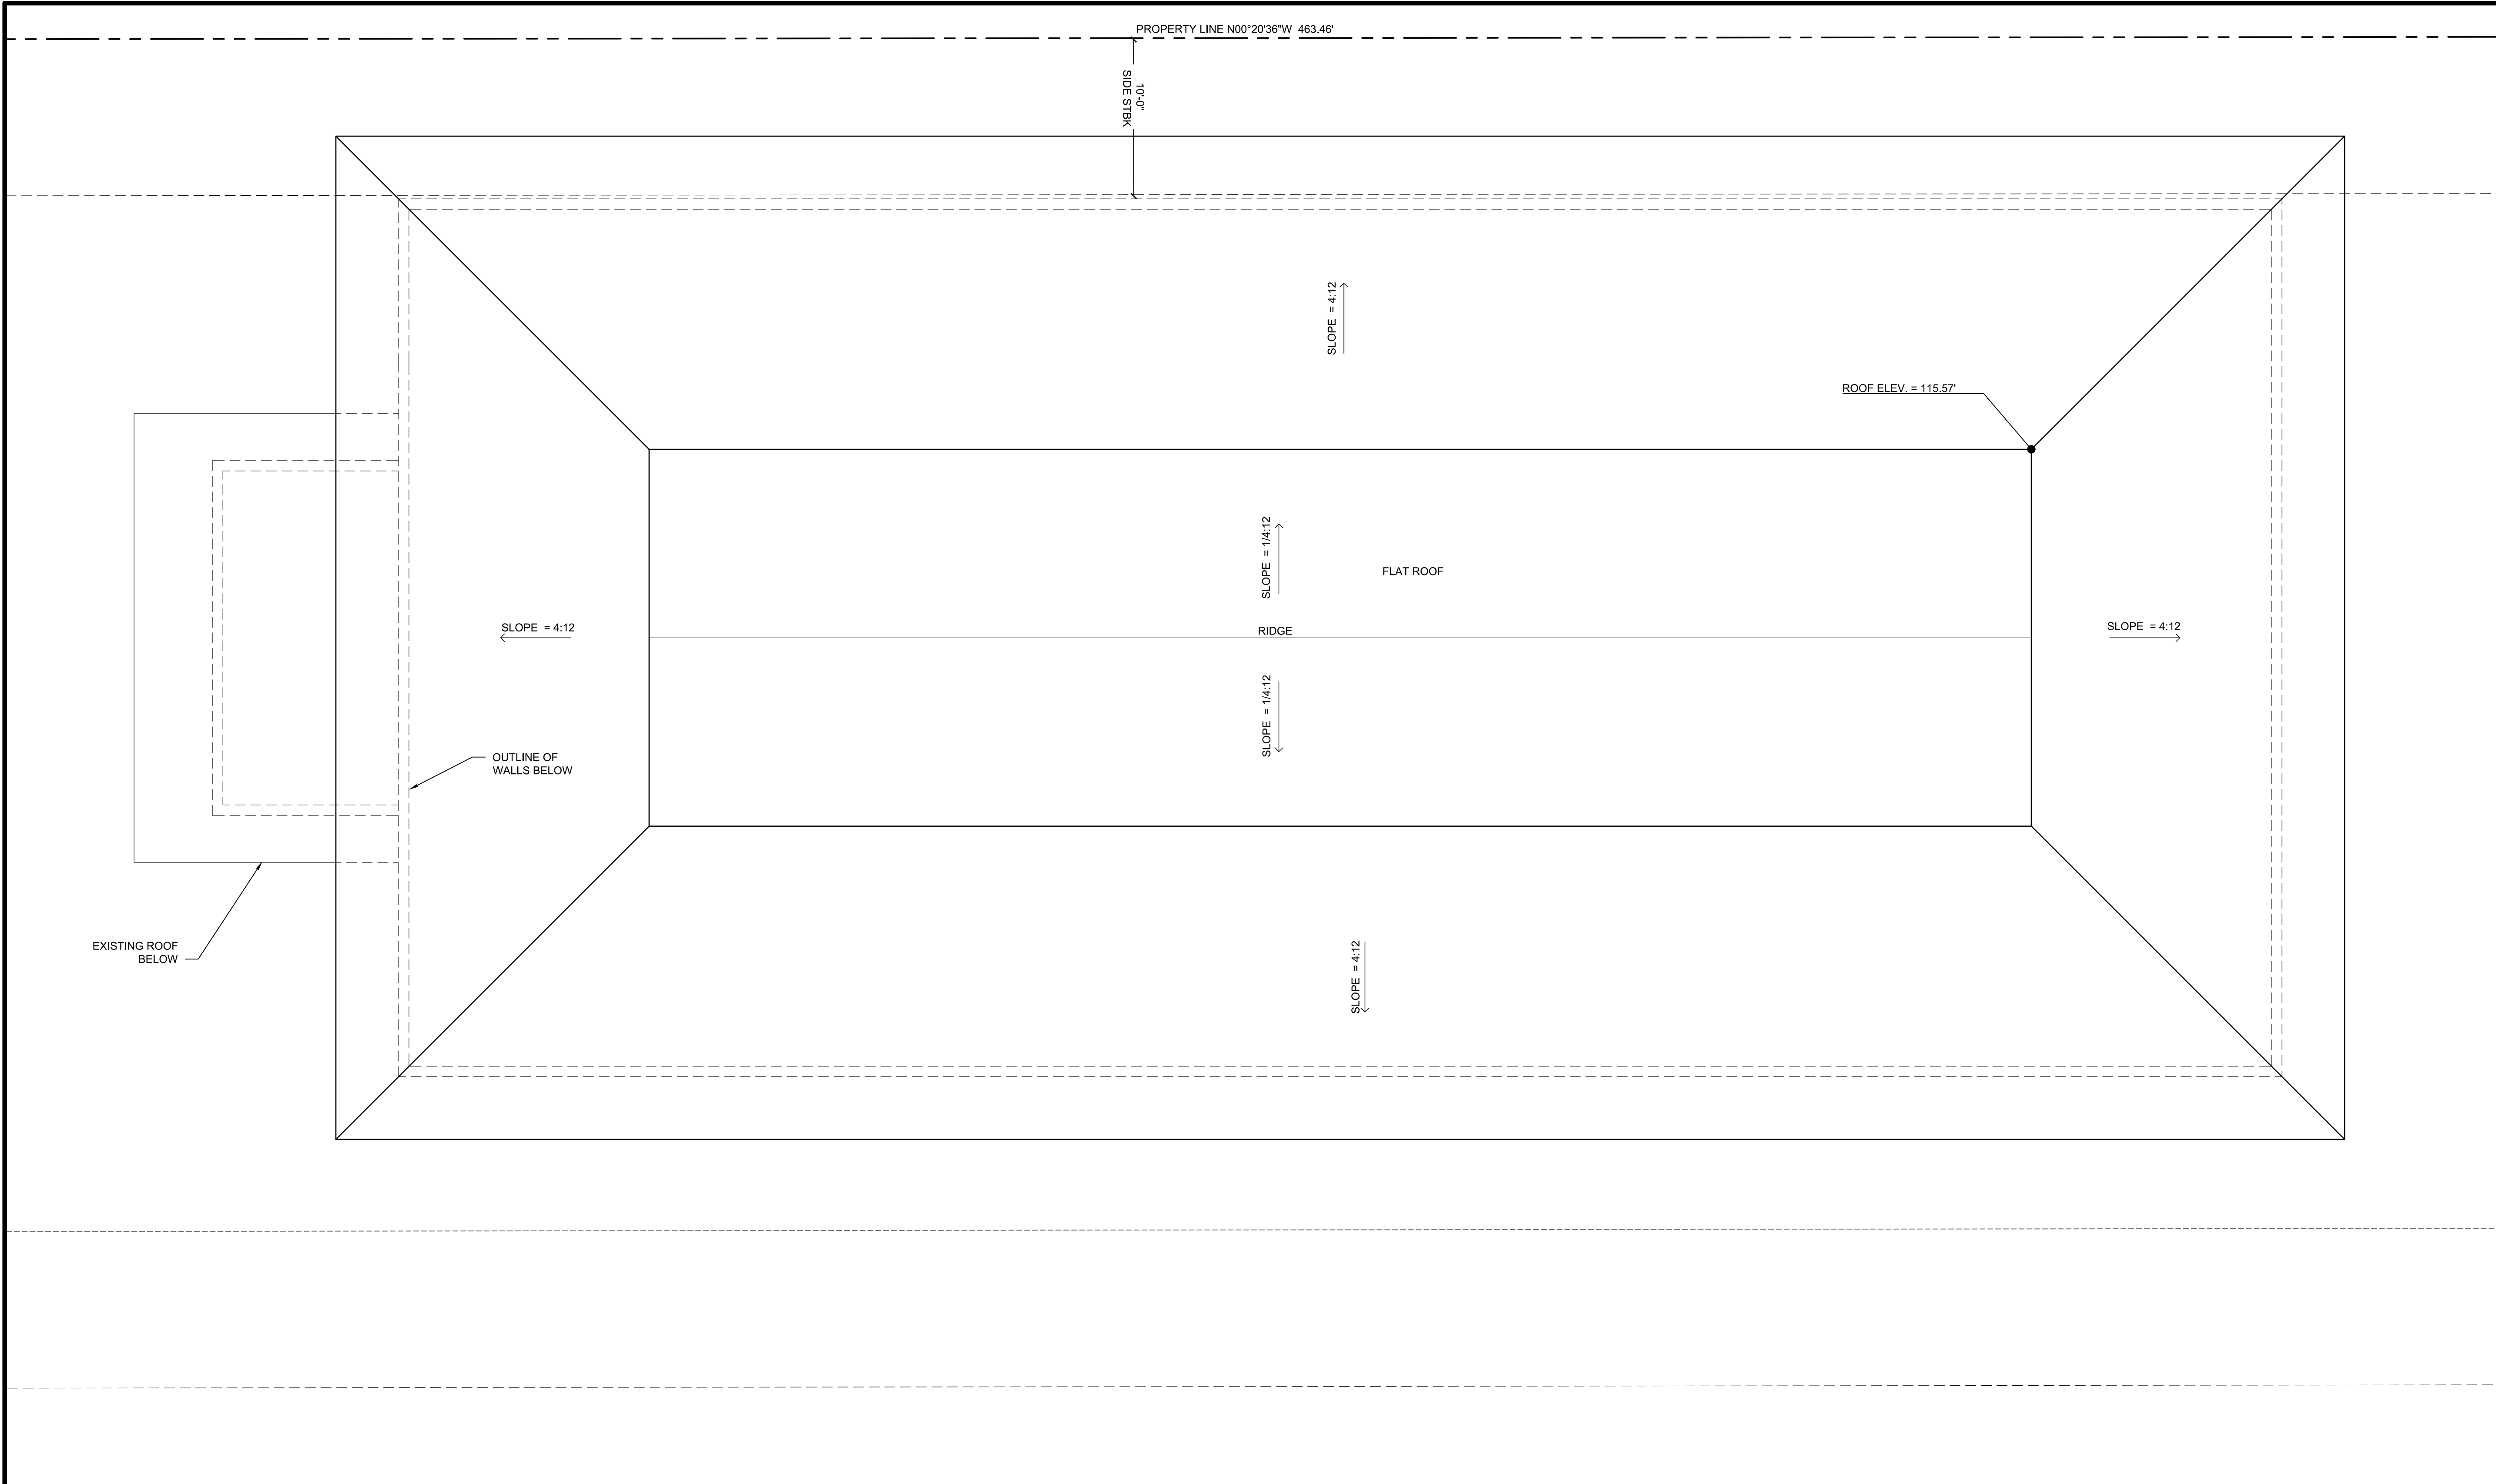 PROPERTY LINE N00°20'36"W 463.46'
10'-0"
SIDE STBK
SLOPE = 4:12
ROOF ELEV. = 115.57'
SLOPE = 1/4:12
FLAT ROOF
SLOPE = 4:12
RIDGE
SLOPE = 4:12
SLOPE = 1/4:12
OUTLINE OF
WALLS BELOW
EXISTING ROOF
BELOW
SLOPE = 4:12